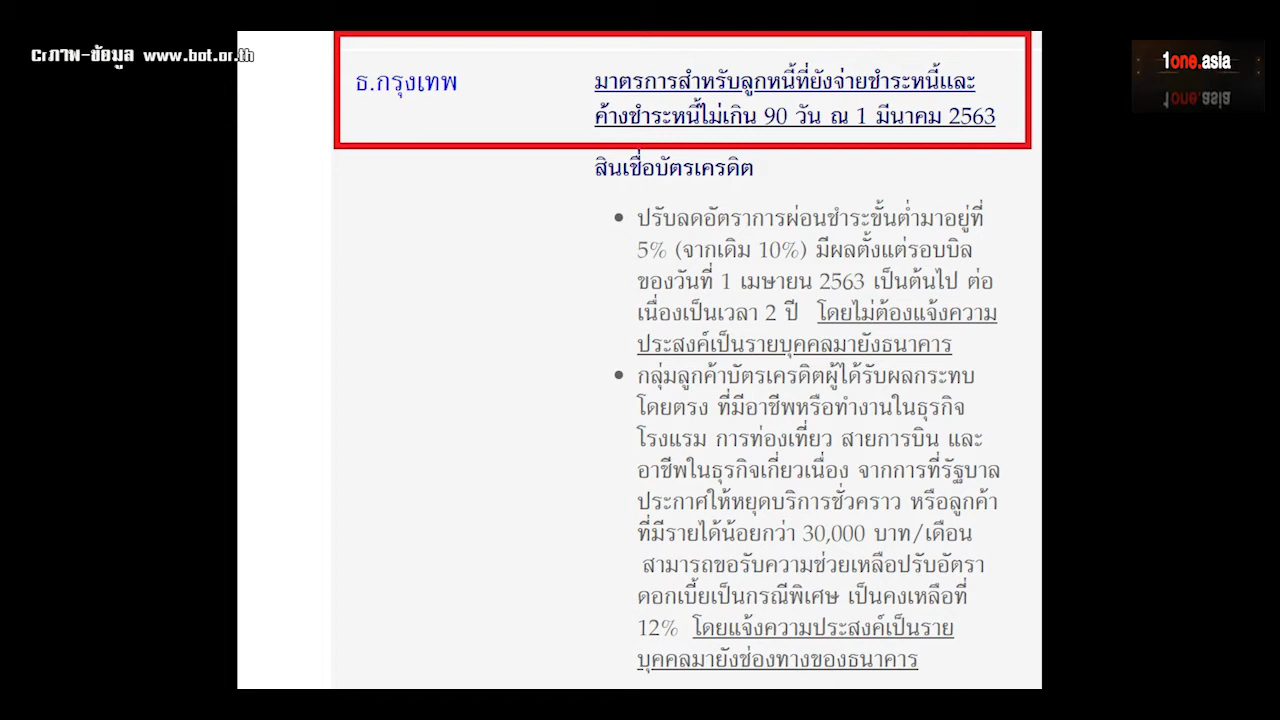 Crภาพ-ข้อมูล www.bot.or.th
1one.asia
ธ.กรุงเทพ
มาตรการสำหรับลูกหนี้ที่ยังจ่ายชำระหนี้และ
ค้างชำระหนี้ไม่เกิน 90 วัน ณ 1 มีนาคม 2563
สินเชื่อบัตรเครดิต
• ปรับลดอัตราการผ่อนชำระขั้นต่ำมาอยู่ที่
5% (จากเดิม 10%) มีผลตั้งแต่รอบบิล
ของวันที่ 1 เมษายน 2563 เป็นต้นไป ต่อ
เนื่องเป็นเวลา 2 ปี โดยไม่ต้องแจ้งความ
ประสงค์เป็นรายบุคคลมายังธนาคาร
• กลุ่มลูกค้าบัตรเครดิตผู้ได้รับผลกระทบ
โดยตรง ที่มีอาชีพหรือทำงานในธุรกิจ
โรงแรม การท่องเที่ยว สายการบิน และ
อาชีพในธุรกิจเกี่ยวเนื่อง จากการที่รัฐบาล
ประกาศให้หยุดบริการชั่วคราว หรือลูกค้า
ที่มีรายได้น้อยกว่า 30,000 บาท/เดือน
สามารถขอรับความช่วยเหลือปรับอัตรา
ดอกเบี้ยเป็นกรณีพิเศษ เป็นคงเหลือที่
12% โดยแจ้งความประสงค์เป็นราย
บุคคลมายังช่องทางของธนาคาร